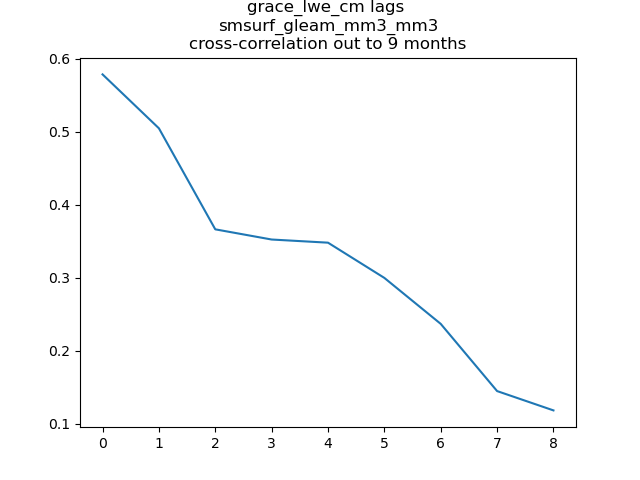 grace_lwe_cm lags
smsurf_gleam_mm3_mm3
cross-correlation out to 9 months
0.6
0.5
0.4
0.3
0.2
0.1
0 1 2 3 4 5 6 7 8